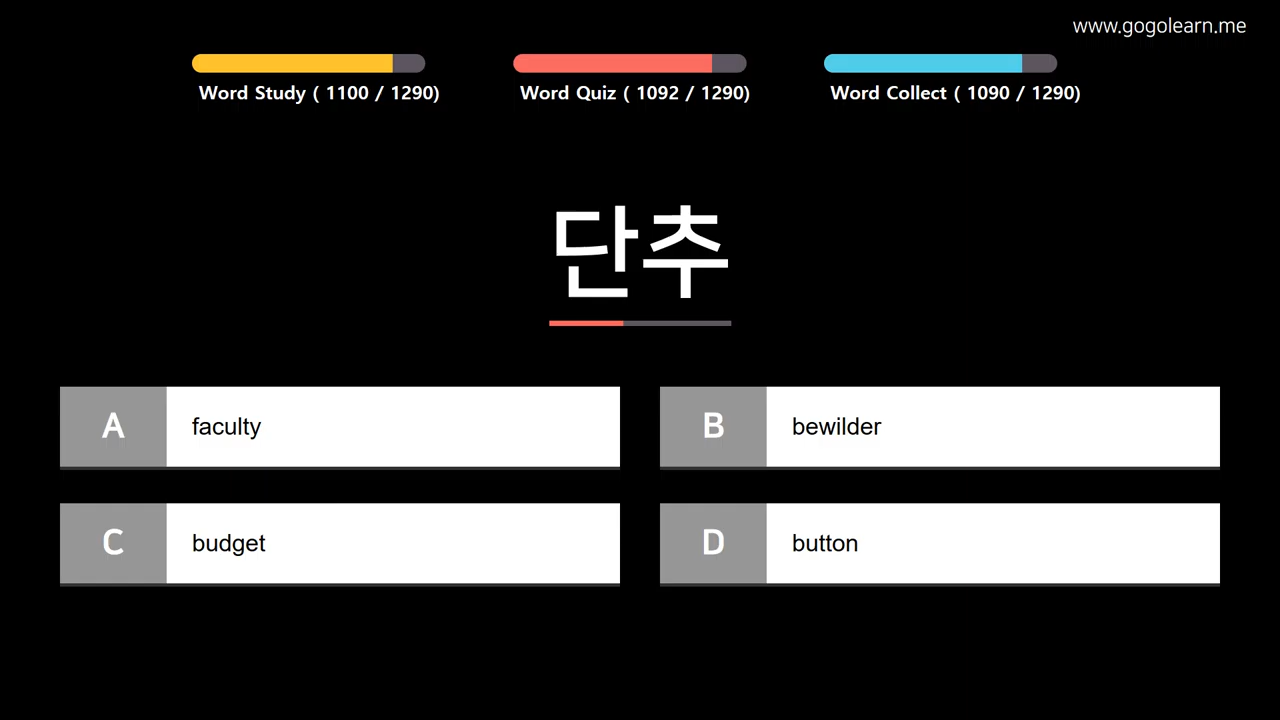 www.gogolearn.me
Word Study ( 1100 / 1290)
Word Quiz ( 1092 / 1290)
Word Collect ( 1090 / 1290)
단추
A faculty
B bewilder
C budget
D button